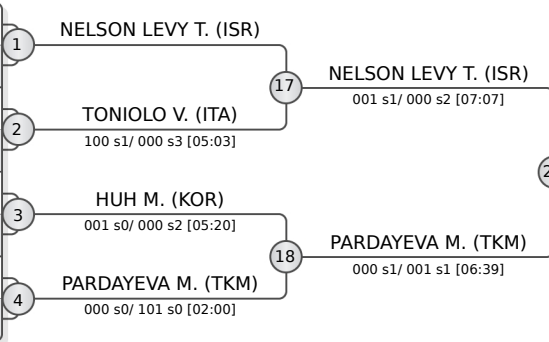 NELSON LEVY T. (ISR)
1
17
NELSON LEVY T. (ISR)
001 s1/ 000 s2 [07:07]
TONIOLO V. (ITA)
2
100 s1/ 000 s3 [05:03]
HUH M. (KOR)
3
001 s0/ 000 s2 [05:20]
18
PARDAYEVA M. (TKM)
000 s1/ 001 s1 [06:39]
PARDAYEVA M. (TKM)
4
000 s0/ 101 s0 [02:00]